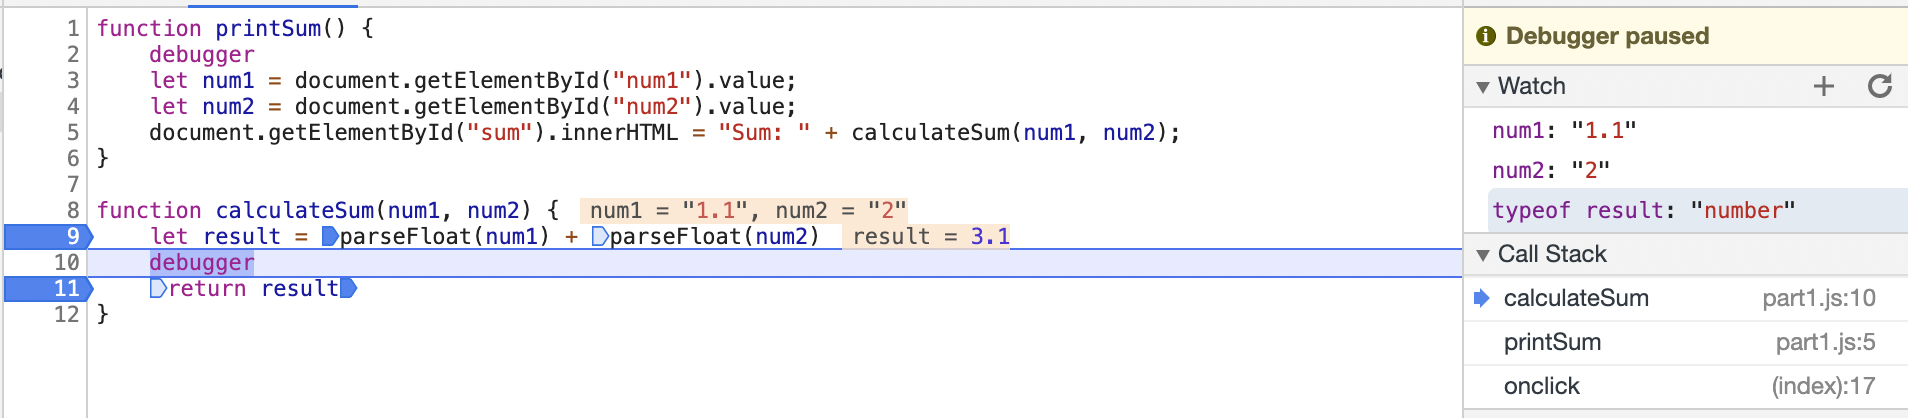 1 function printSum() {
2     debugger
3     let num1 = document.getElementById("num1").value;
4     let num2 = document.getElementById("num2").value;
5     document.getElementById("sum").innerHTML = "Sum: " + calculateSum(num1, num2);
6 }
7
8 function calculateSum(num1, num2) {  num1 = "1.1", num2 = "2"
9     let result = parseFloat(num1) + parseFloat(num2)  result = 3.1
10     debugger
11     return result
12 }
Debugger paused
Watch
num1: "1.1"
num2: "2"
typeof result: "number"
Call Stack
calculateSum part1.js:10
printSum part1.js:5
onclick (index):17